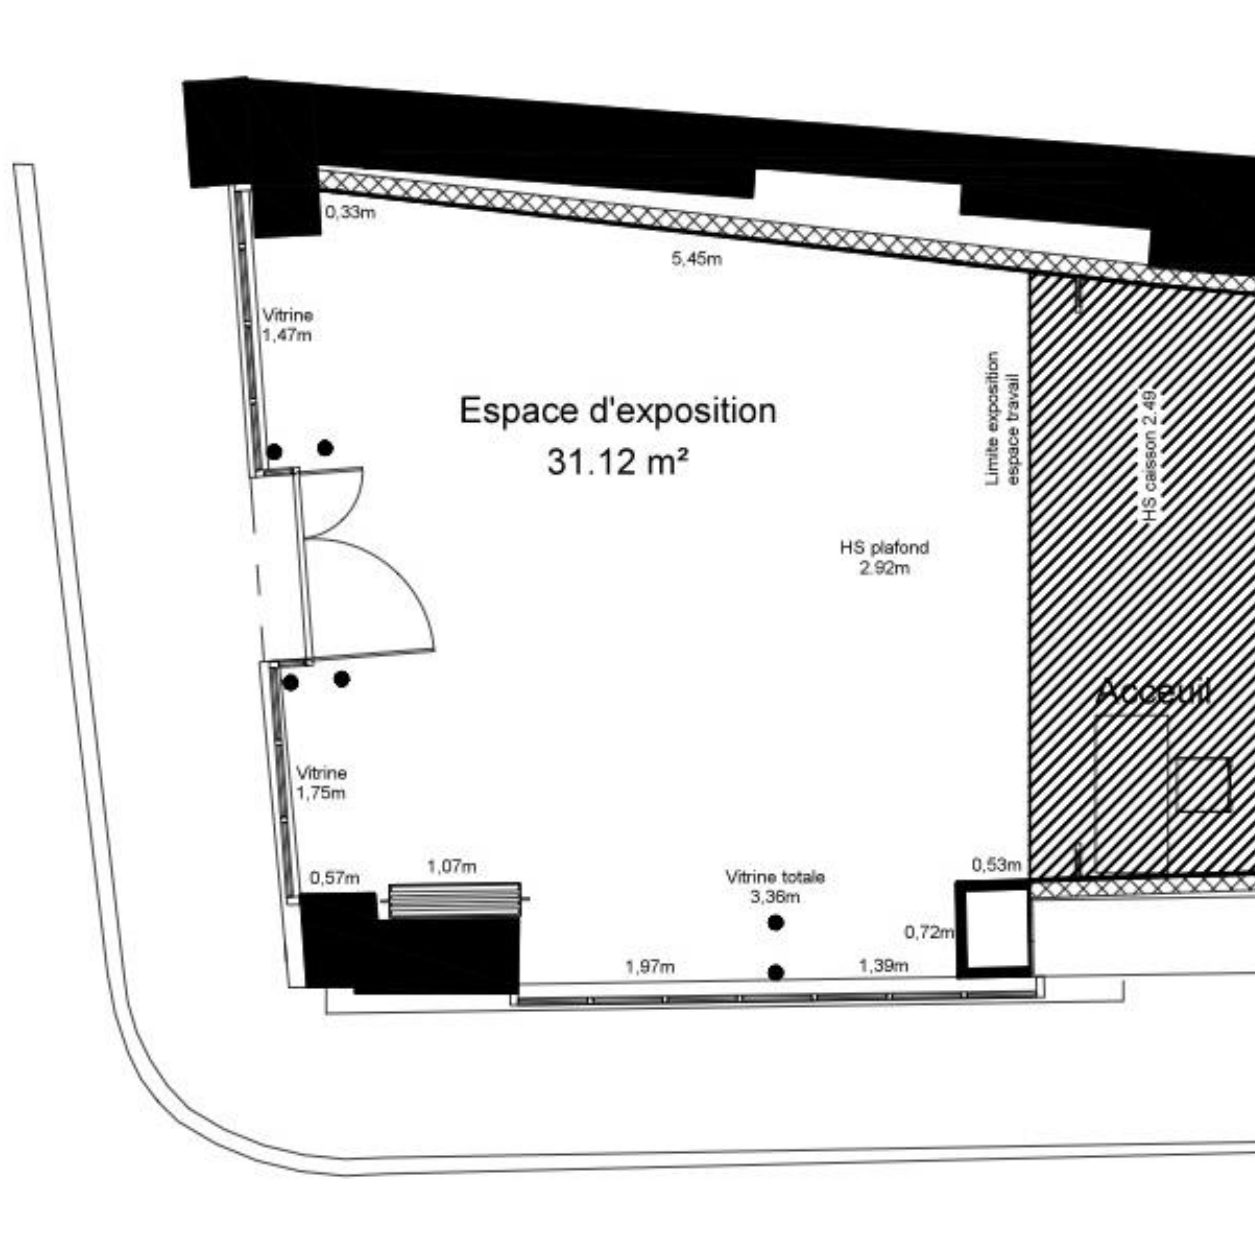 0,33m
5,45m
Vitrine
1,47m
Limite exposition
espace travail
HS caisson 2.49
Espace d'exposition
31.12 m²
HS plafond
2.92m
Acceuil
Vitrine
1,75m
0,57m
1,07m
Vitrine totale
3,36m
0,53m
0,72m
1,97m
1,39m